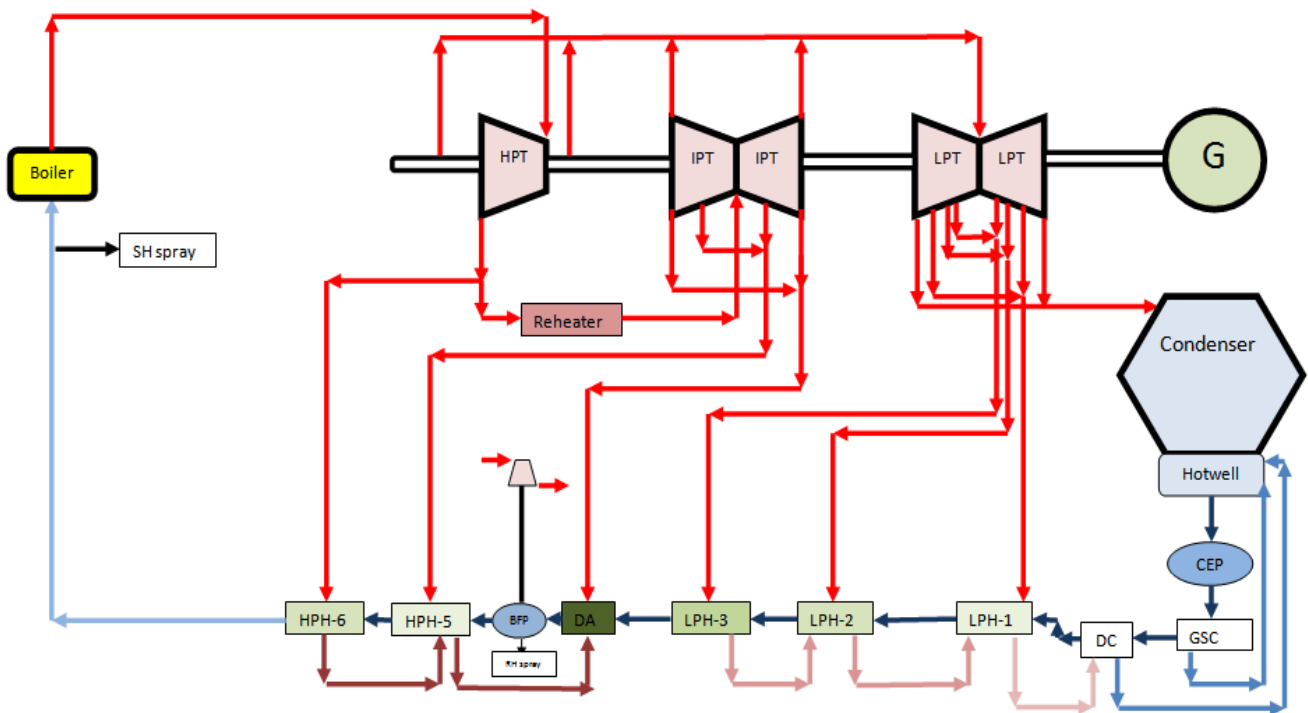 HPT
IPT
IPT
LPT
LPT
G
Boiler
SH spray
Reheater
Condenser
Hotwell
CEP
HPH-6
HPH-5
BFP
DA
LPH-3
LPH-2
LPH-1
DC
GSC
RH spray